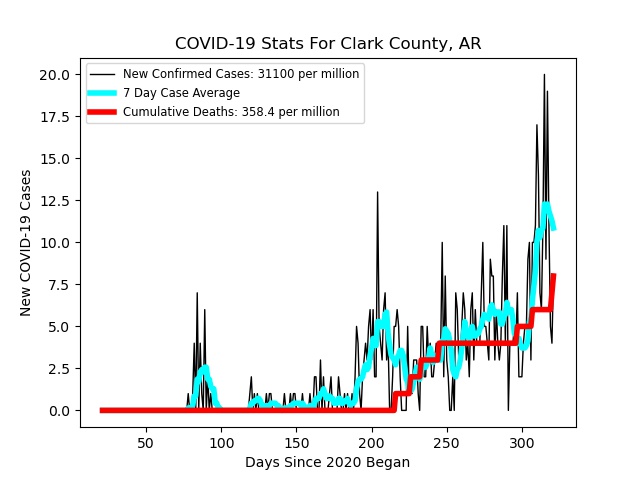 COVID-19 Stats For Clark County, AR
New Confirmed Cases: 31100 per million
7 Day Case Average
Cumulative Deaths: 358.4 per million
New COVID-19 Cases
20.0
17.5
15.0
12.5
10.0
7.5
5.0
2.5
0.0
50 100 150 200 250 300
Days Since 2020 Began